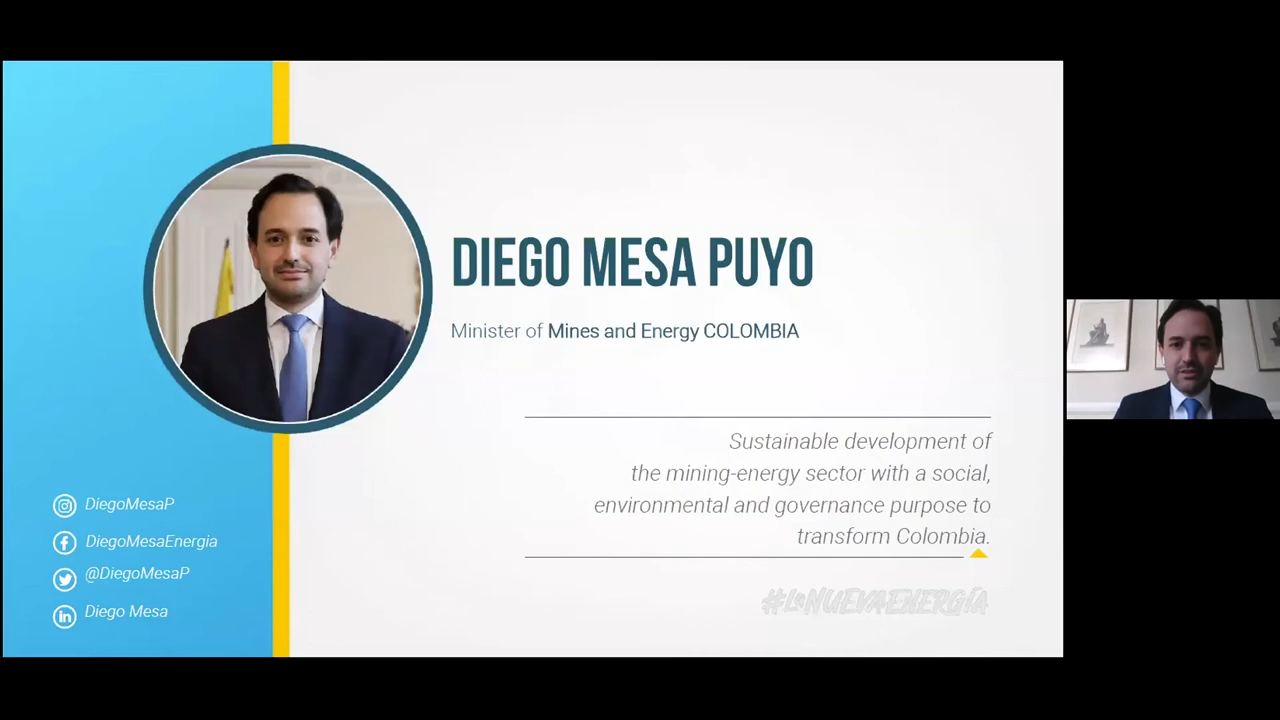 DIEGO MESA PUYO
Minister of Mines and Energy COLOMBIA
Sustainable development of
the mining-energy sector with a social,
environmental and governance purpose to
transform Colombia.
#LaNUEVAENERGÍA
DiegoMesaP
DiegoMesaEnergia
@DiegoMesaP
Diego Mesa